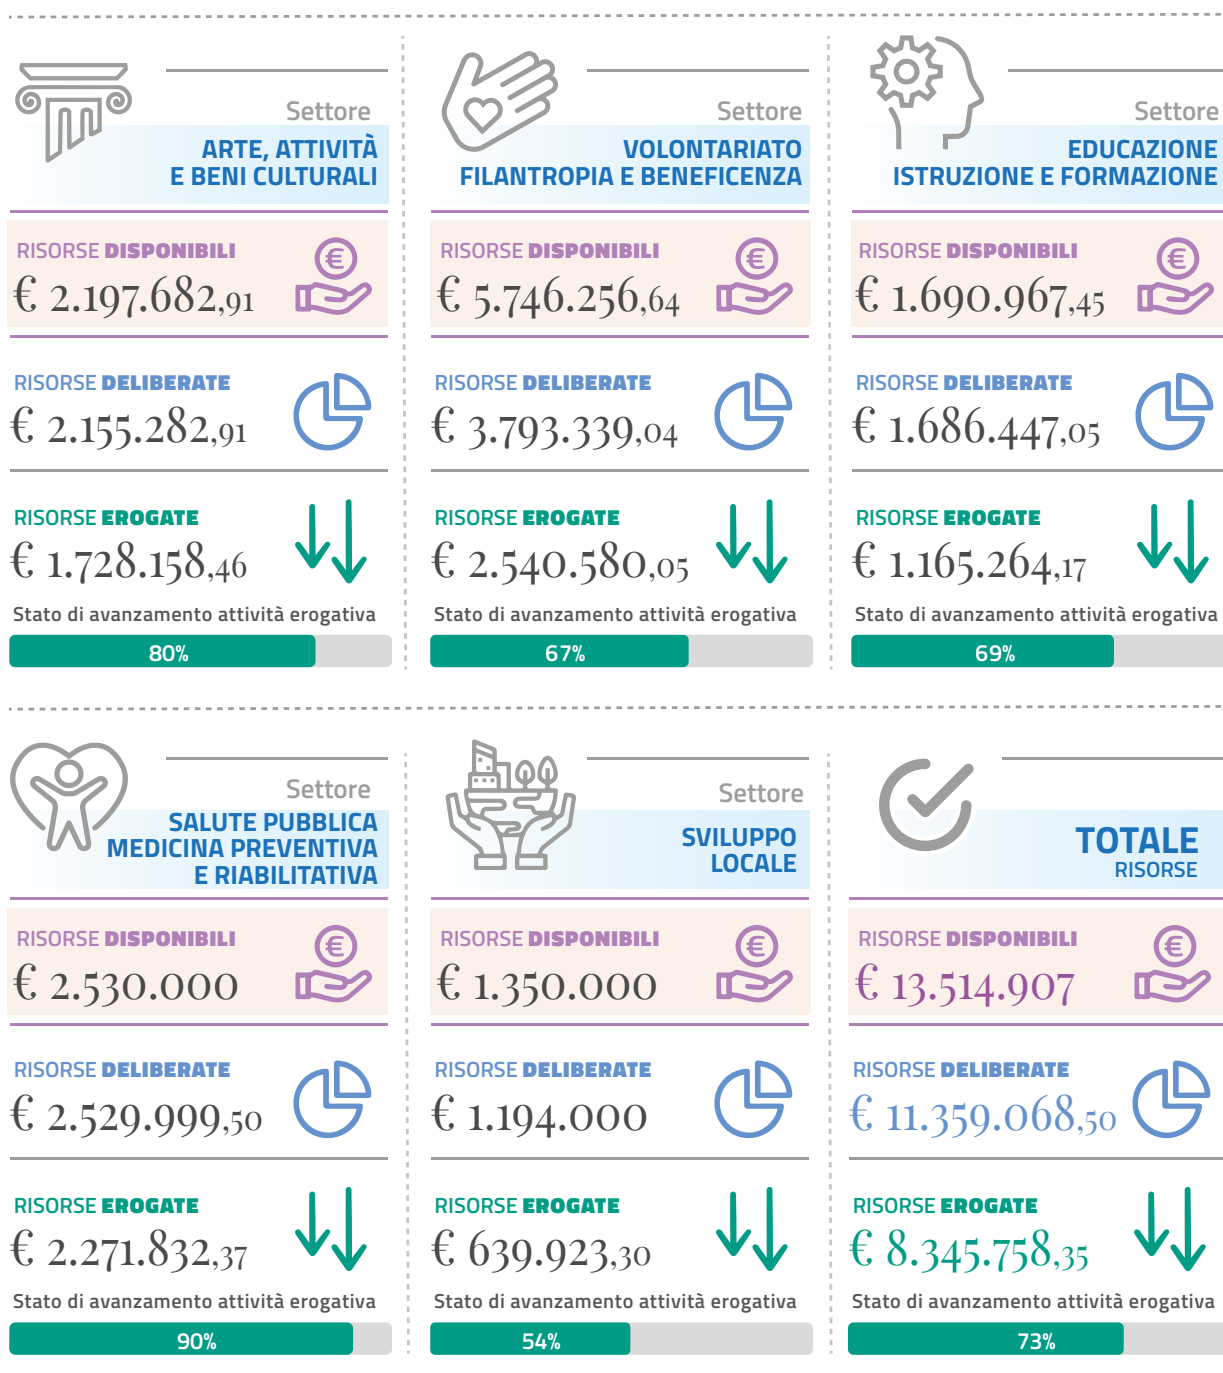 Settore
ARTE, ATTIVITÀ
E BENI CULTURALI
RISORSE DISPONIBILI
€
€ 2.197.682,91
RISORSE DELIBERATE
€ 2.155.282,91
RISORSE EROGATE
€ 1.728.158,46
Stato di avanzamento attività erogativa
80%
Settore
VOLONTARIATO
FILANTROPIA E BENEFICENZA
RISORSE DISPONIBILI
€
€ 5.746.256,64
RISORSE DELIBERATE
€ 3.793.339,04
RISORSE EROGATE
€ 2.540.580,05
Stato di avanzamento attività erogativa
67%
Settore
EDUCAZIONE
ISTRUZIONE E FORMAZIONE
RISORSE DISPONIBILI
€
€ 1.690.967,45
RISORSE DELIBERATE
€ 1.686.447,05
RISORSE EROGATE
€ 1.165.264,17
Stato di avanzamento attività erogativa
69%
Settore
SALUTE PUBBLICA
MEDICINA PREVENTIVA
E RIABILITATIVA
RISORSE DISPONIBILI
€
€ 2.530.000
RISORSE DELIBERATE
€ 2.529.999,50
RISORSE EROGATE
€ 2.271.832,37
Stato di avanzamento attività erogativa
90%
Settore
SVILUPPO
LOCALE
RISORSE DISPONIBILI
€
€ 1.350.000
RISORSE DELIBERATE
€ 1.194.000
RISORSE EROGATE
€ 639.923,30
Stato di avanzamento attività erogativa
54%
TOTALE
RISORSE
RISORSE DISPONIBILI
€
€ 13.514.907
RISORSE DELIBERATE
€ 11.359.068,50
RISORSE EROGATE
€ 8.345.758,35
Stato di avanzamento attività erogativa
73%